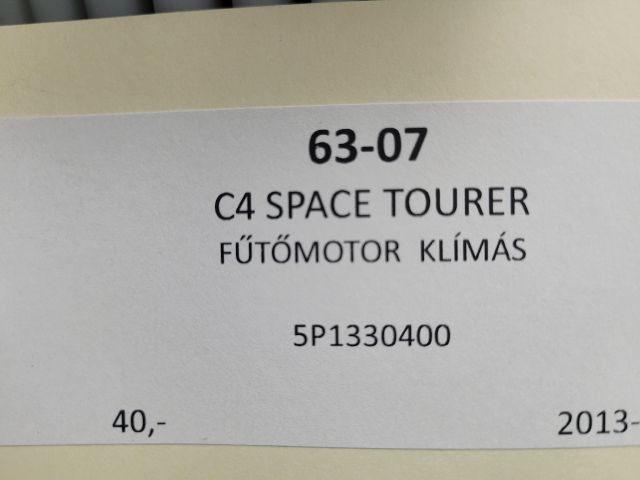 63-07
C4 SPACE TOURER
FŰTŐMOTOR KLÍMÁS
5P1330400
40,- 2013-